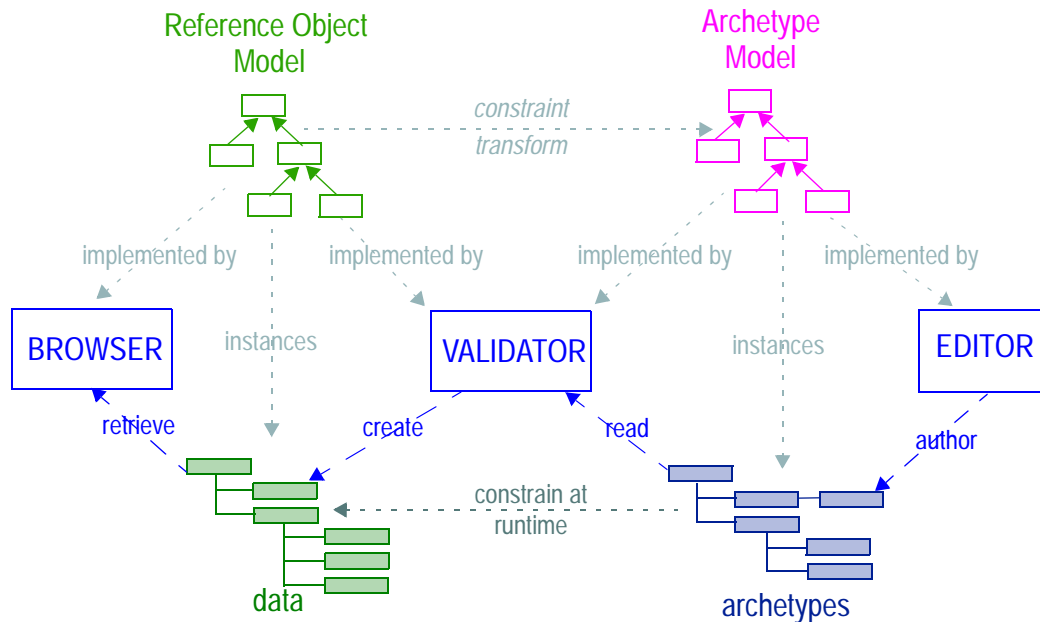 Reference Object
Model
Archetype
Model
constraint
transform
implemented by
implemented by
implemented by
implemented by
BROWSER
instances
VALIDATOR
instances
EDITOR
retrieve
create
read
author
constrain at
runtime
data
archetypes